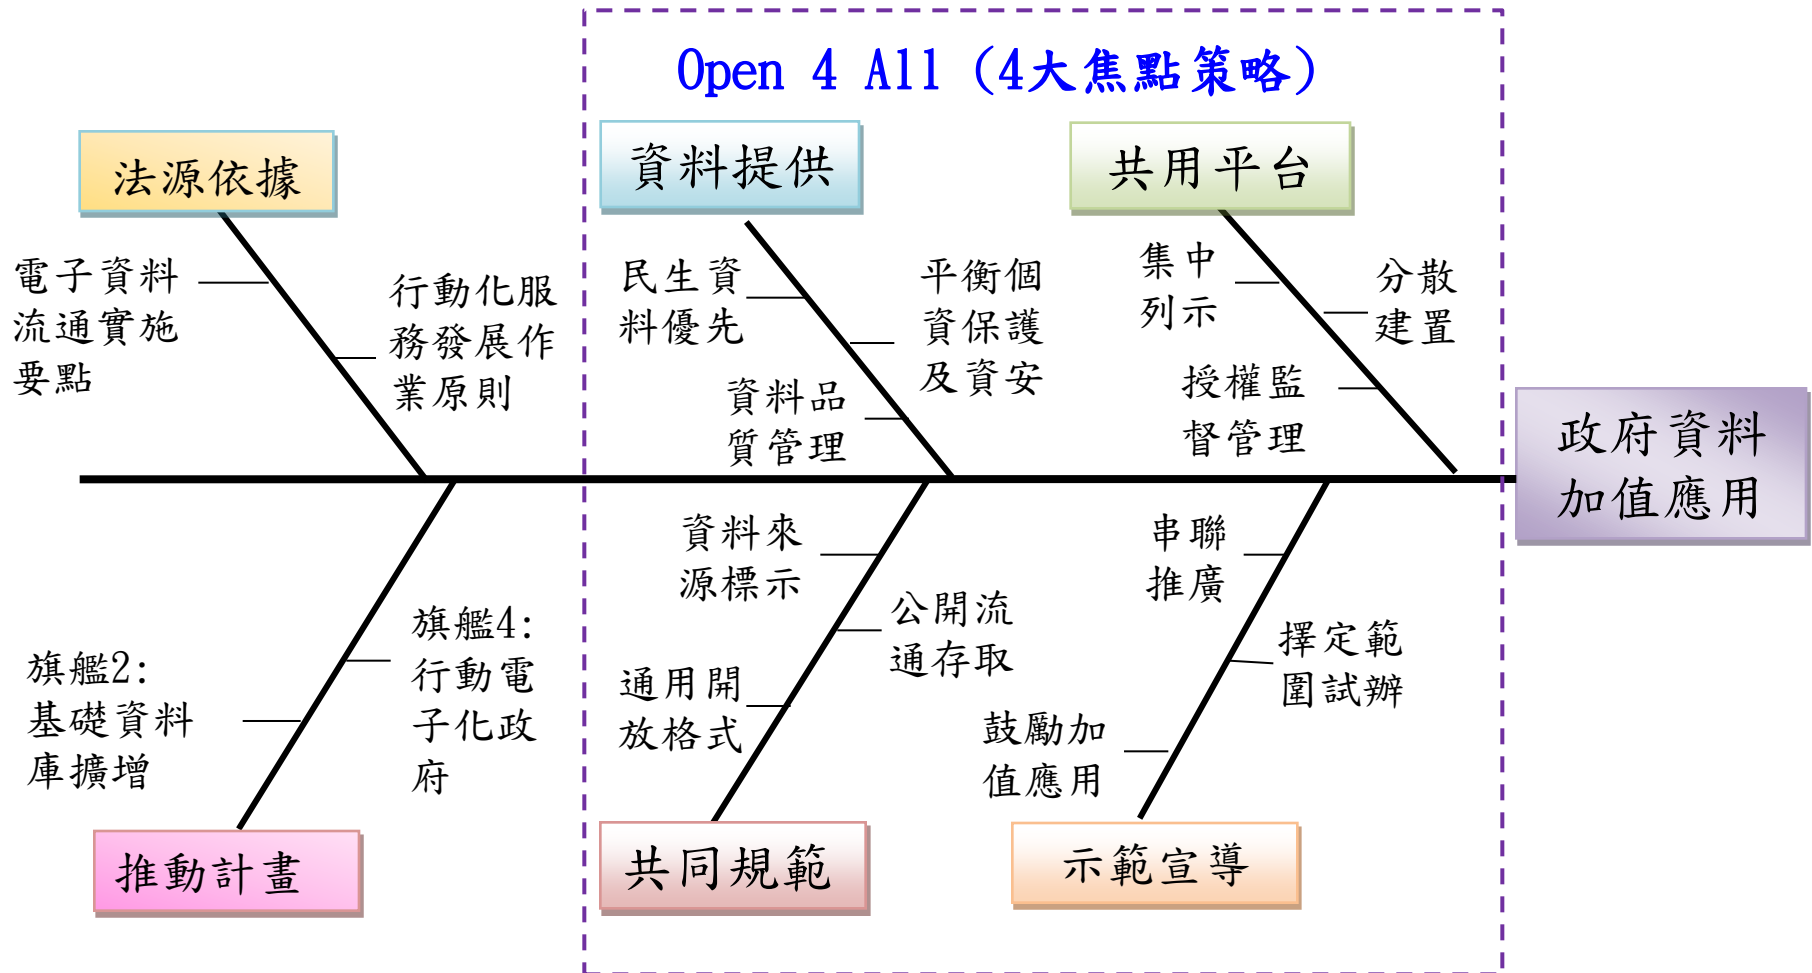 Open 4 All (4大焦點策略)
法源依據
資料提供
共用平台
電子資料
流通實施
要點
行動化服
務發展作
業原則
民生資
料優先
平衡個
資保護
及資安
資料品
質管理
集中
列示
分散
建置
授權監
督管理
政府資料
加值應用
旗艦2:
基礎資料
庫擴增
旗艦4:
行動電
子化政
府
資料來
源標示
公開流
通存取
通用開
放格式
串聯
推廣
擇定範
圍試辦
鼓勵加
值應用
推動計畫
共同規範
示範宣導